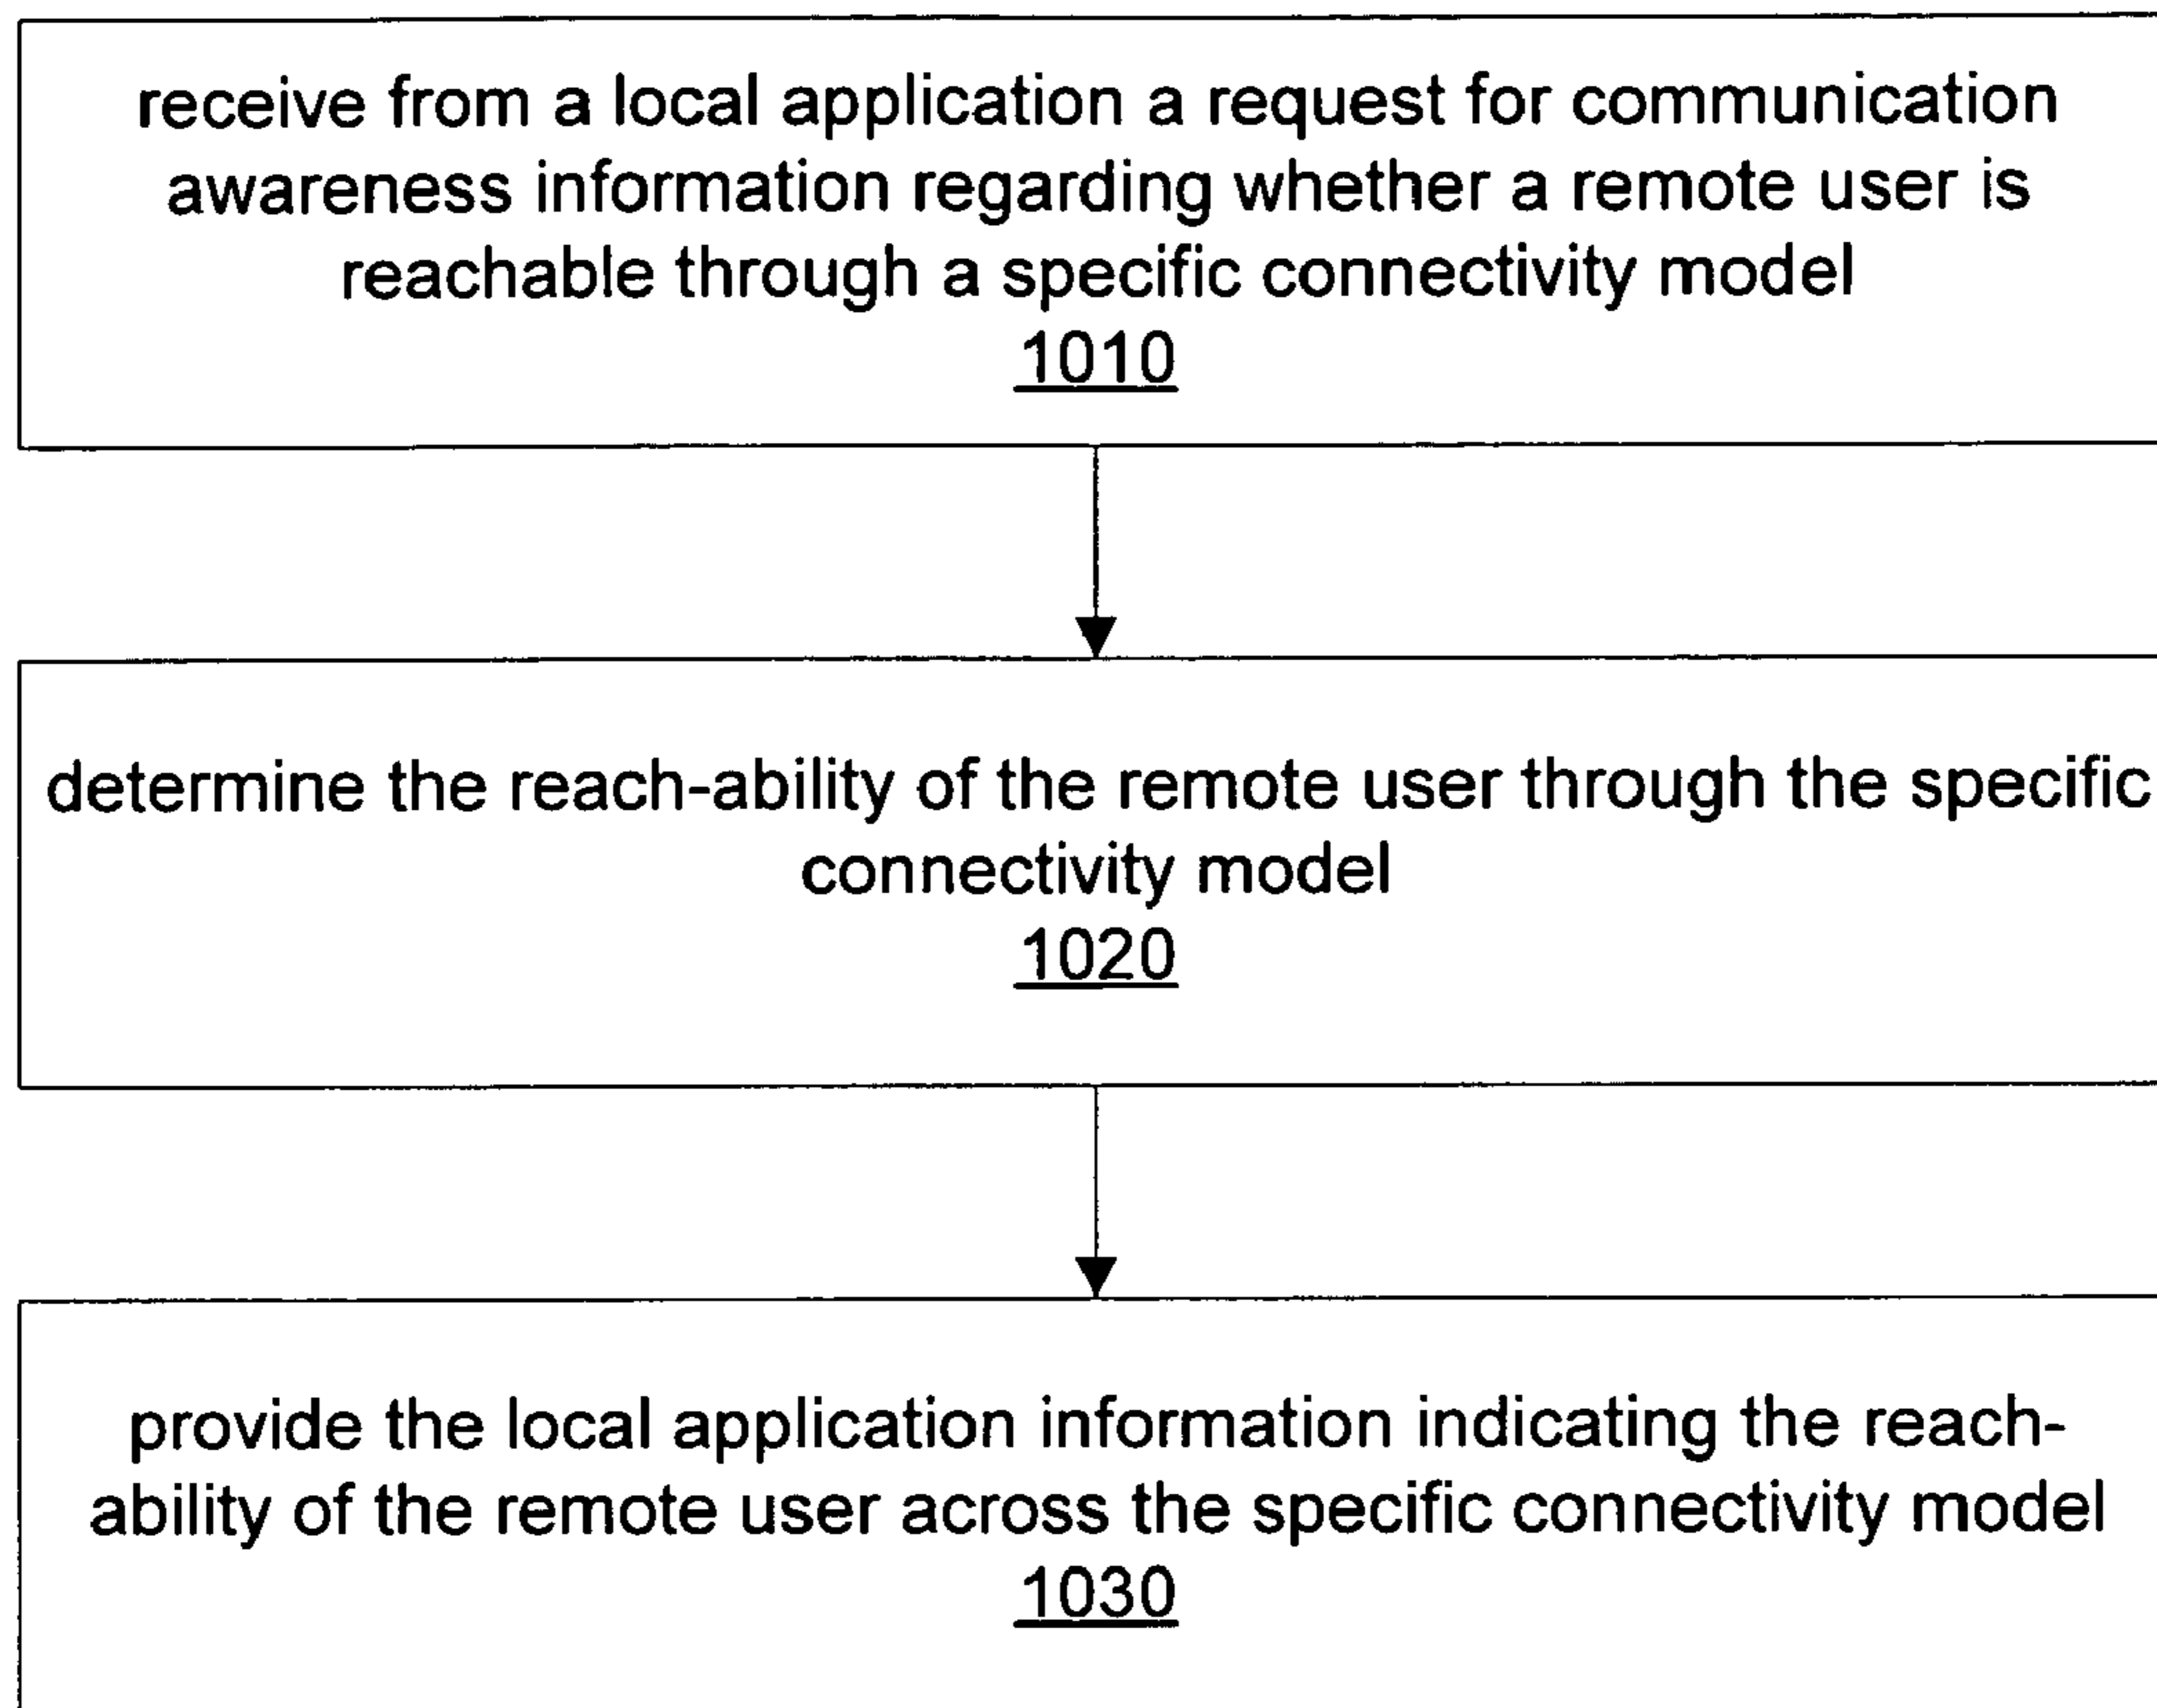 receive from a local application a request for communication
awareness information regarding whether a remote user is
reachable through a specific connectivity model
1010
determine the reach-ability of the remote user through the specific
connectivity model
1020
provide the local application information indicating the reach-
ability of the remote user across the specific connectivity model
1030